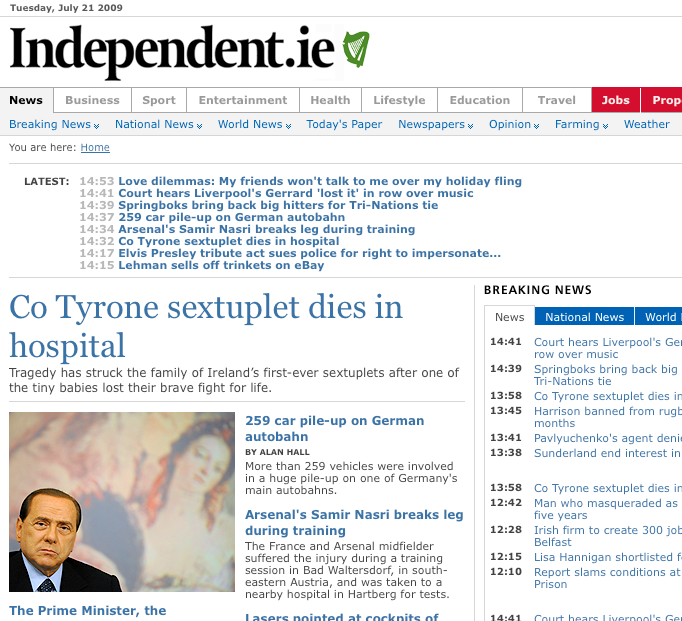 Tuesday, July 21 2009
Independent.ie
News Business Sport Entertainment Health Lifestyle Education Travel Jobs
Breaking News National News World News Today's Paper Newspapers Opinion Farming Weather
You are here: Home
LATEST: 14:53 Love dilemmas: My friends won't talk to me over my holiday fling
14:41 Court hears Liverpool's Gerrard 'lost it' in row over music
14:39 Springboks bring back big hitters for Tri-Nations tie
14:37 259 car pile-up on German autobahn
14:34 Arsenal's Samir Nasri breaks leg during training
14:32 Co Tyrone sextuplet dies in hospital
14:17 Elvis Presley tribute act sues police for right to impersonate...
14:15 Lehman sells off trinkets on eBay
Co Tyrone sextuplet dies in
hospital
Tragedy has struck the family of Ireland's first-ever sextuplets after one of
the tiny babies lost their brave fight for life.
259 car pile-up on German
autobahn
BY ALAN HALL
More than 259 vehicles were involved
in a huge pile-up on one of Germany's
main autobahns.
Arsenal's Samir Nasri breaks leg
during training
The France and Arsenal midfielder
suffered the injury during a training
session in Bad Waltersdorf, in south-
eastern Austria, and was taken to a
nearby hospital in Hartberg for tests.
Lasers pointed at cockpits of
The Prime Minister, the
BREAKING NEWS
News National News World
14:41 Court hears Liverpool's
row over music
14:39 Springboks bring back big
Tri-Nations tie
13:58 Co Tyrone sextuplet dies in
13:45 Harrison banned from
months
13:41 Pavlyuchenko's agent
13:38 Sunderland end interest in
13:58 Co Tyrone sextuplet dies in
12:42 Man who masqueraded as
five years
12:28 Irish firm to create 300
Belfast
12:15 Lisa Hannigan shortlisted
12:10 Report slams conditions at
Prison
14:41 Court hears Liverpool's